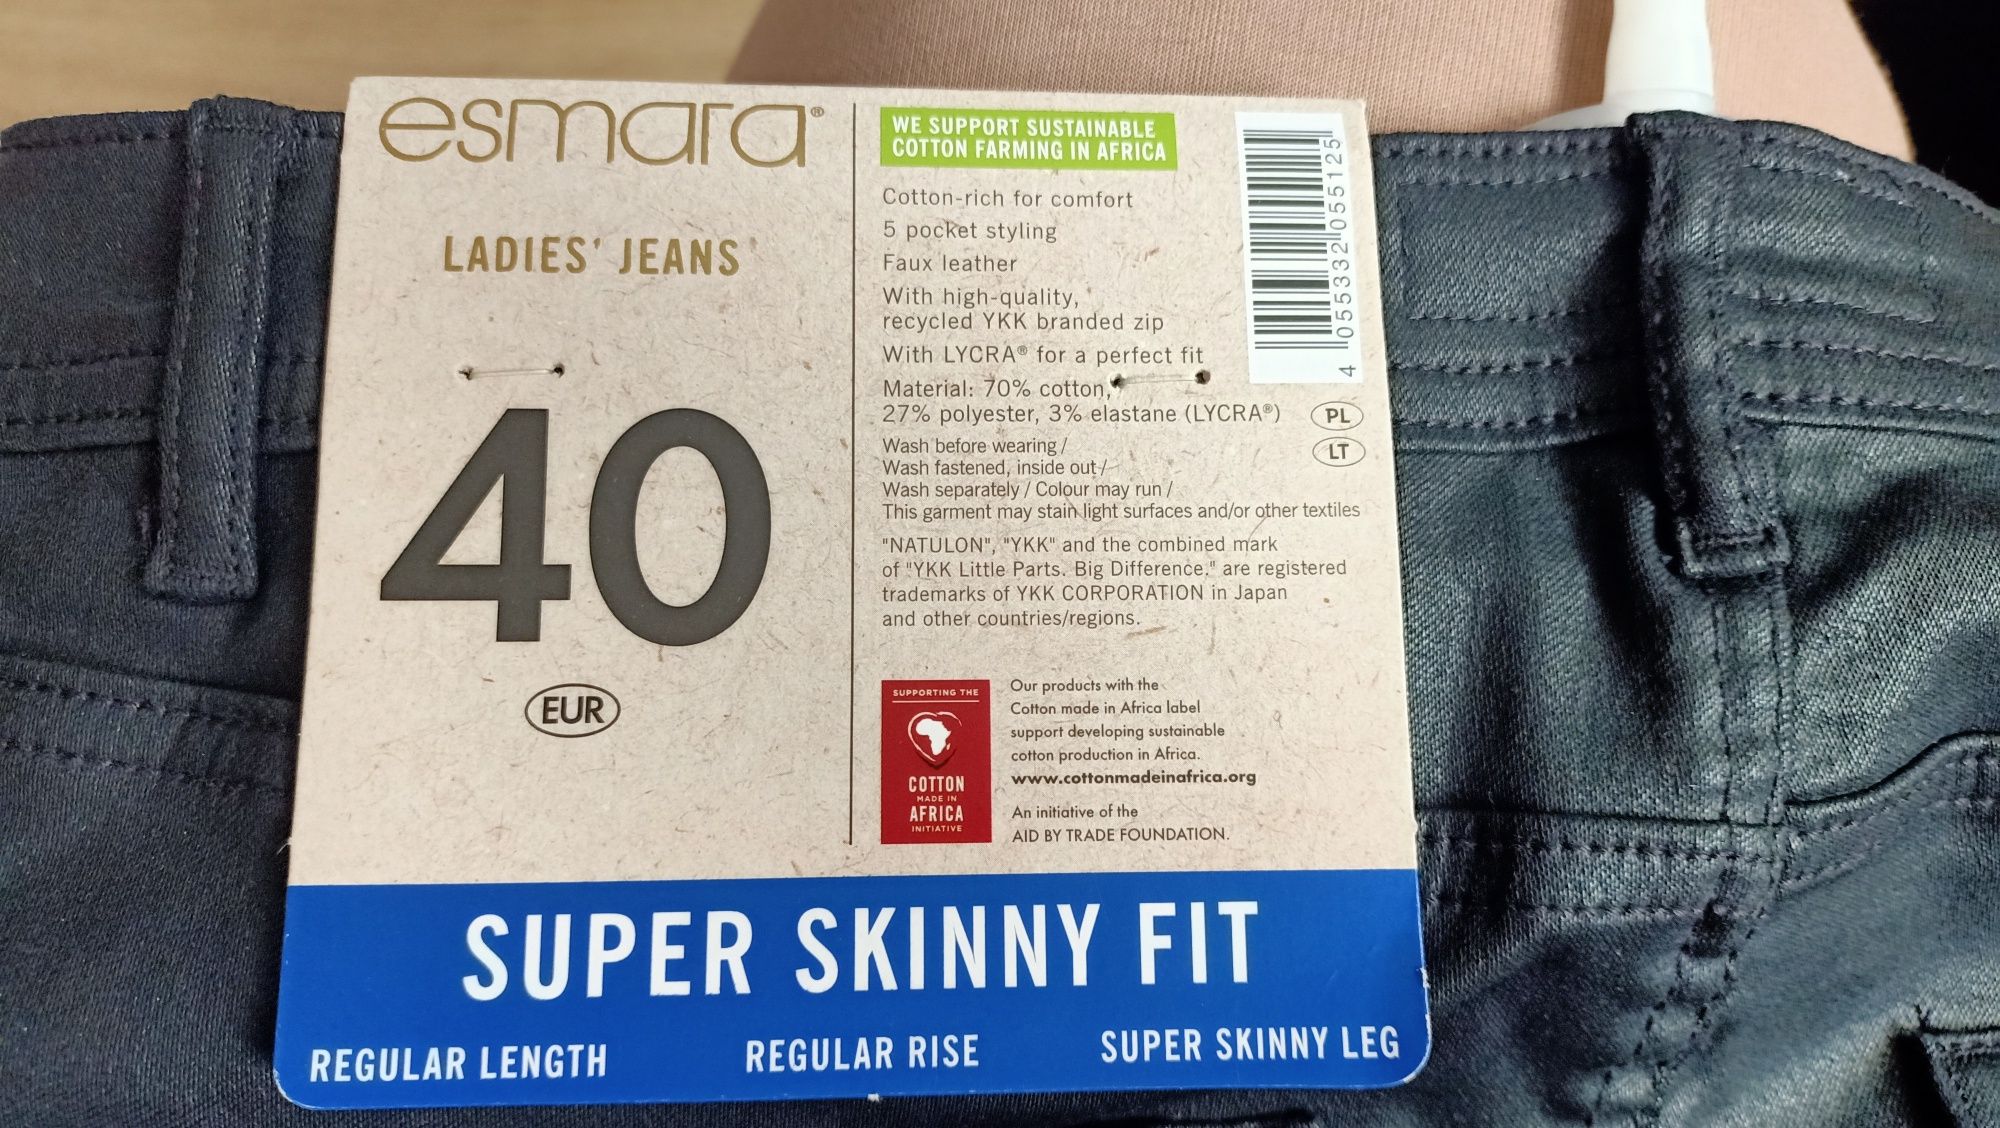 esmara®
LADIES' JEANS
40
EUR
WE SUPPORT SUSTAINABLE
COTTON FARMING IN AFRICA
Cotton-rich for comfort
5 pocket styling
Faux leather
With high-quality,
recycled YKK branded zip
With LYCRA® for a perfect fit
Material: 70% cotton,
27% polyester, 3% elastane (LYCRA®)
Wash before wearing /
Wash fastened, inside out /
Wash separately / Colour may run /
This garment may stain light surfaces and/or other textiles
"NATULON", "YKK" and the combined mark
of "YKK Little Parts. Big Difference." are registered
trademarks of YKK CORPORATION in Japan
and other countries/regions.
4 055332 055125
PL
LT
SUPPORTING THE
COTTON
MADE IN
AFRICA
INITIATIVE
Our products with the
Cotton made in Africa label
support developing sustainable
cotton production in Africa.
www.cottonmadeinafrica.org
An initiative of the
AID BY TRADE FOUNDATION.
SUPER SKINNY FIT
REGULAR LENGTH REGULAR RISE SUPER SKINNY LEG